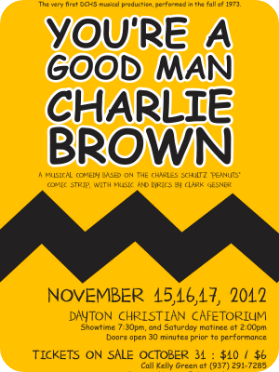 The very first DCHS musical production, performed in the fall of 1973.
YOU'RE A
GOOD MAN
CHARLIE
BROWN
A MUSICAL COMEDY BASED ON THE CHARLES SCHULTZ "PEANUTS"
COMIC STRIP, WITH MUSIC AND LYRICS BY CLARK GESNER
NOVEMBER 15,16,17, 2012
DAYTON CHRISTIAN CAFETORIUM
Showtime 7:30pm, and Saturday matinee at 2:00pm
Doors open 30 minutes prior to performance
TICKETS ON SALE OCTOBER 31 : $10 / $6
Call Kelly Green at (937) 291-7285